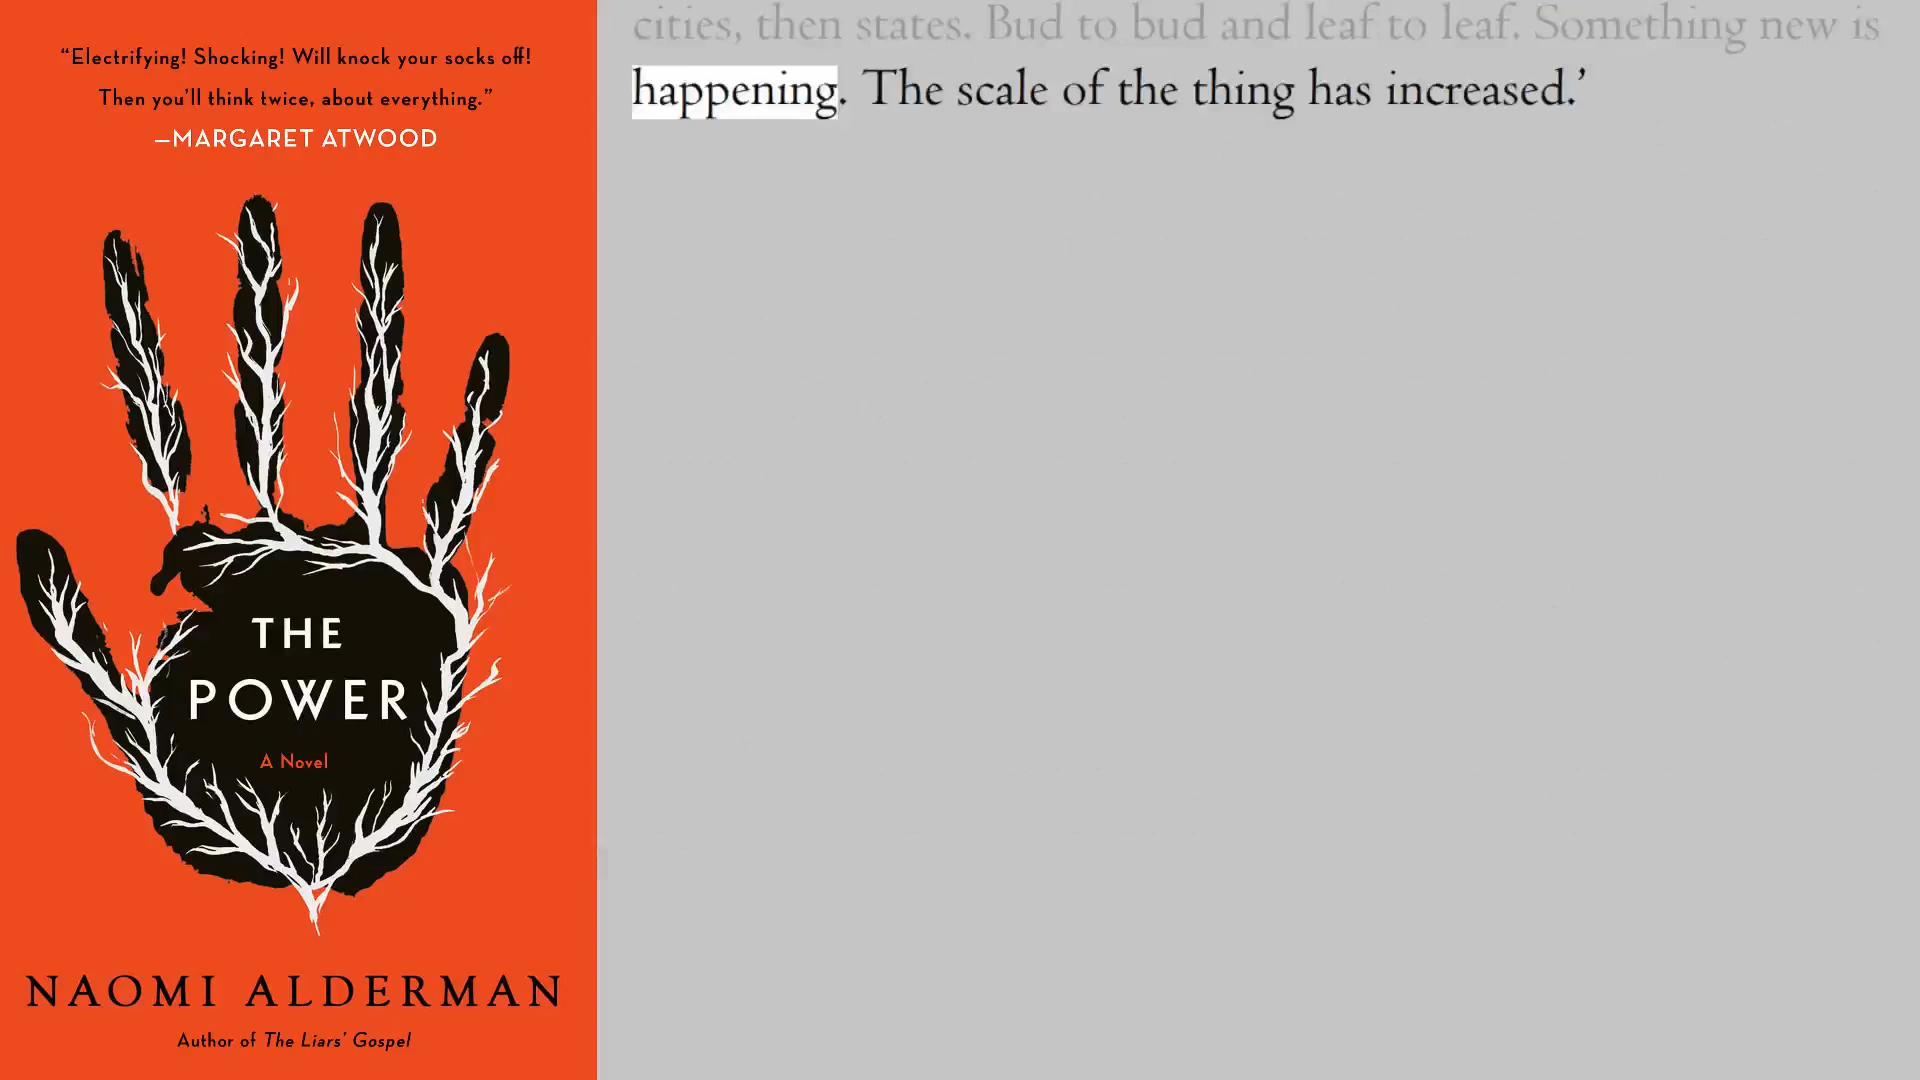 “Electrifying! Shocking! Will knock your socks off!
Then you’ll think twice, about everything.”
—MARGARET ATWOOD
THE
POWER
A Novel
NAOMI ALDERMAN
Author of The Liars’ Gospel
cities, then states. Bud to bud and leaf to leaf. Something new is
happening. The scale of the thing has increased.’